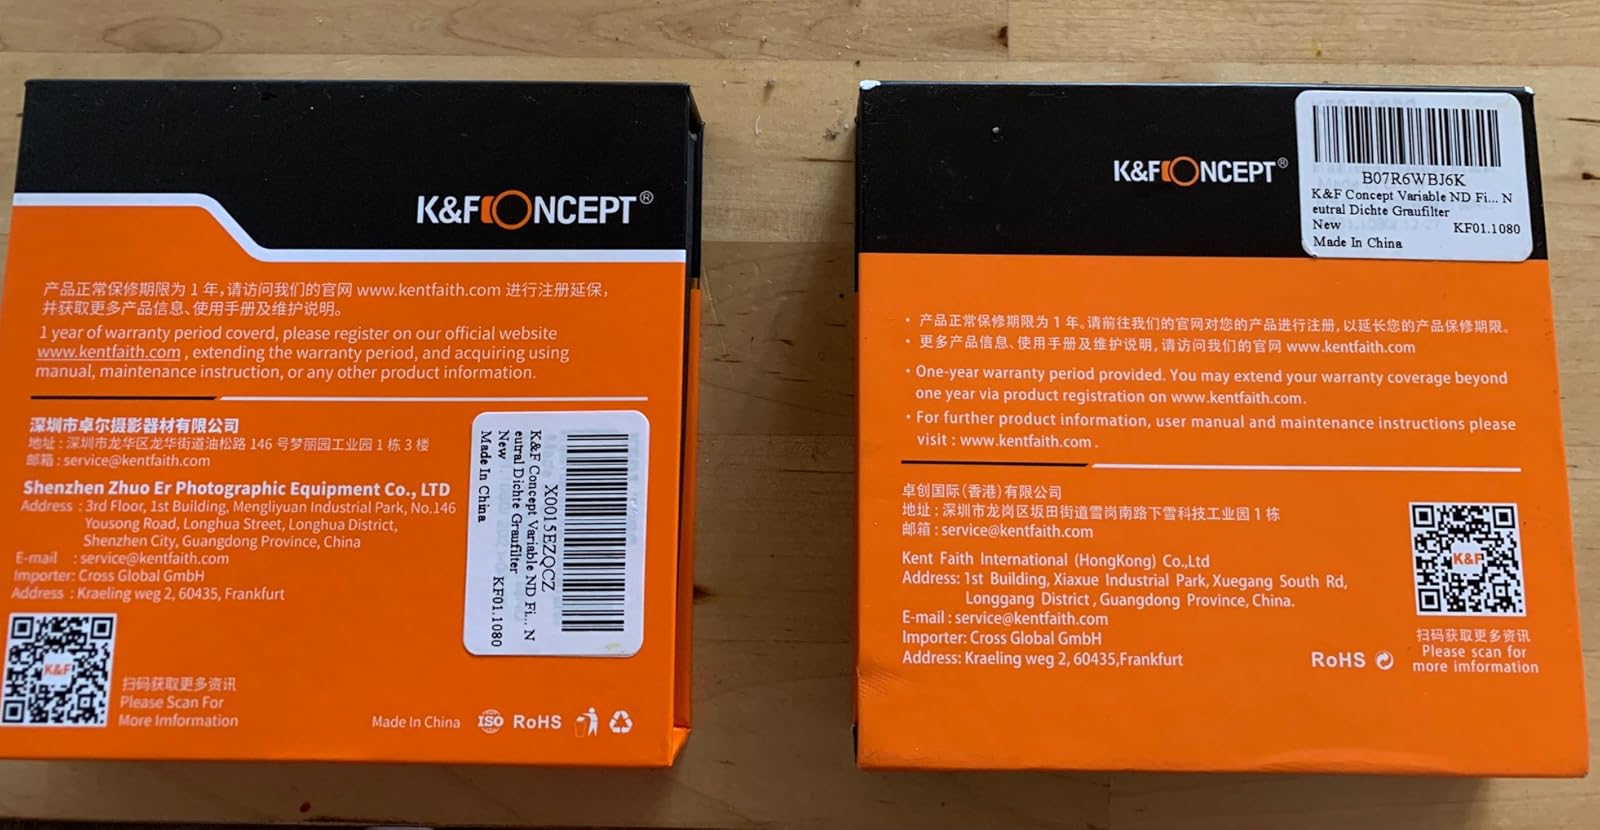 K&F CONCEPT®
产品正常保修期限为 1 年，请访问我们的官网 www.kentfaith.com 进行注册延保，
并获取更多产品信息、使用手册及维护说明。
1 year of warranty period coverd, please register on our official website
www.kentfaith.com , extending the warranty period, and acquiring using
manual, maintenance instruction, or any other product information.
深圳市卓尔摄影器材有限公司
地址 : 深圳市龙华区龙华街道油松路 146 号梦丽园工业园 1 栋 3 楼
邮箱 : service@kentfaith.com
Shenzhen Zhuo Er Photographic Equipment Co., LTD
Address : 3rd Floor, 1st Building, Mengliyuan Industrial Park, No.146
Yousong Road, Longhua Street, Longhua District,
Shenzhen City, Guangdong Province, China
E-mail : service@kentfaith.com
Importer: Cross Global GmbH
Address : Kraeling weg 2, 60435, Frankfurt
K&F
扫码获取更多资讯
Please Scan For
More Imformation
Made In China
ISO
RoHS
X0015EZQCZ
K&F Concept Variable ND Fi... N
eutral Dichte Graufilter
New KF01.1080
Made In China
K&F CONCEPT®
B07R6WBJ6K
K&F Concept Variable ND Fi... N
eutral Dichte Graufilter
New KF01.1080
Made In China
• 产品正常保修期限为 1 年。请前往我们的官网对您的产品进行注册，以延长您的产品保修期限。
• 更多产品信息、使用手册及维护说明，请访问我们的官网 www.kentfaith.com
• One-year warranty period provided. You may extend your warranty coverage beyond
one year via product registration on www.kentfaith.com.
• For further product information, user manual and maintenance instructions please
visit : www.kentfaith.com .
卓创国际（香港）有限公司
地址 : 深圳市龙岗区坂田街道雪岗南路下雪科技工业园 1 栋
邮箱 : service@kentfaith.com
Kent Faith International (HongKong) Co.,Ltd
Address: 1st Building, Xiaxue Industrial Park, Xuegang South Rd,
Longgang District , Guangdong Province, China.
E-mail : service@kentfaith.com
Importer: Cross Global GmbH
Address: Kraeling weg 2, 60435,Frankfurt
RoHS
K&F
扫码获取更多资讯
Please scan for
more imformation